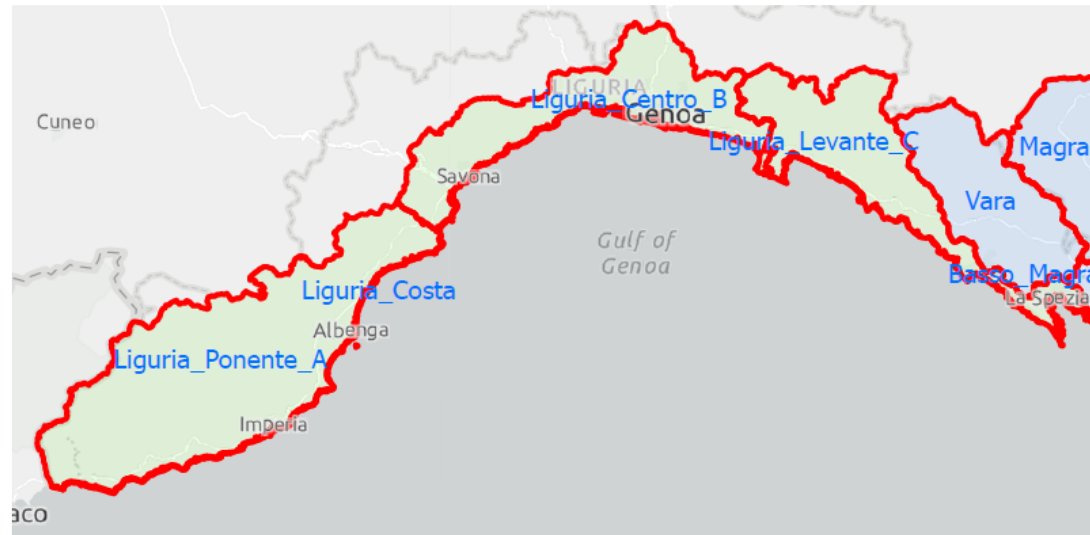 LIGURIA
Liguria_Centro_B
Genoa
Cuneo
Liguria_Levante_C
Magra
Savona
Vara
Gulf of
Genoa
Basso_Magra
La Spezia
Liguria_Costa
Albenga
Liguria_Ponente_A
Imperia
aco